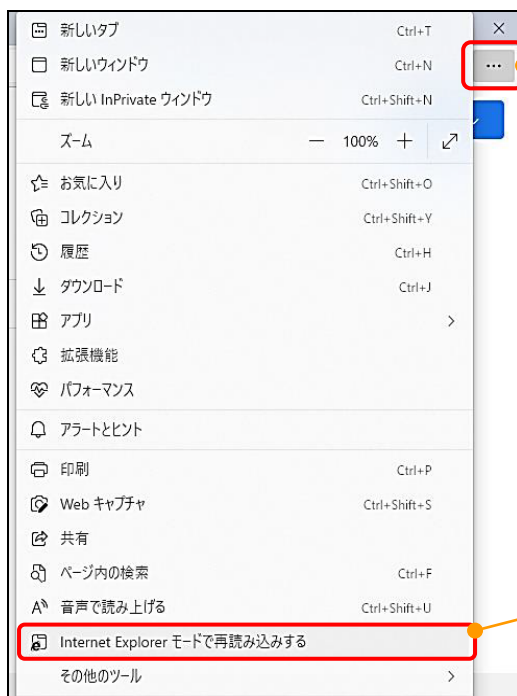 新しいタブ Ctrl+T
新しいウィンドウ Ctrl+N
新しい InPrivate ウィンドウ Ctrl+Shift+N
ズーム — 100% +
お気に入り Ctrl+Shift+O
コレクション Ctrl+Shift+Y
履歴 Ctrl+H
ダウンロード Ctrl+J
アプリ
拡張機能
パフォーマンス
アラートとヒント
印刷 Ctrl+P
Web キャプチャ Ctrl+Shift+S
共有
ページ内の検索 Ctrl+F
音声で読み上げる Ctrl+Shift+U
Internet Explorer モードで再読み込みする
その他のツール